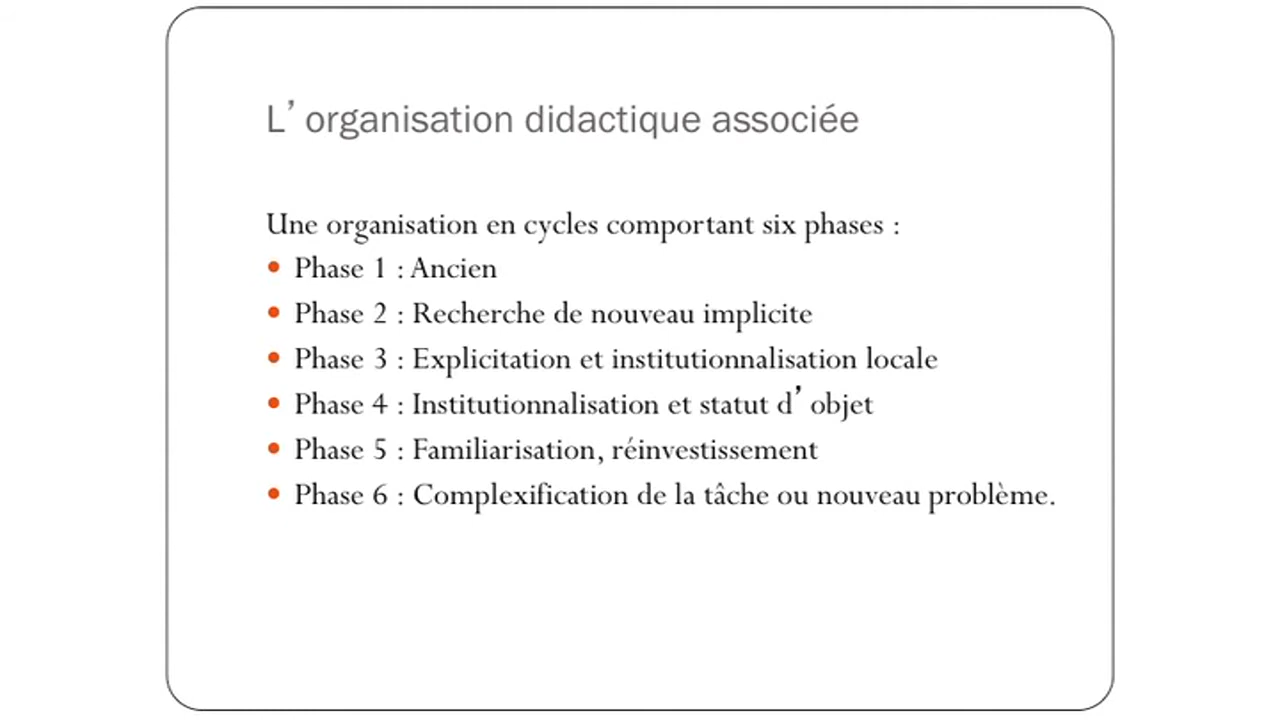 L’ organisation didactique associée
Une organisation en cycles comportant six phases :
• Phase 1 : Ancien
• Phase 2 : Recherche de nouveau implicite
• Phase 3 : Explicitation et institutionnalisation locale
• Phase 4 : Institutionnalisation et statut d’ objet
• Phase 5 : Familiarisation, réinvestissement
• Phase 6 : Complexification de la tâche ou nouveau problème.